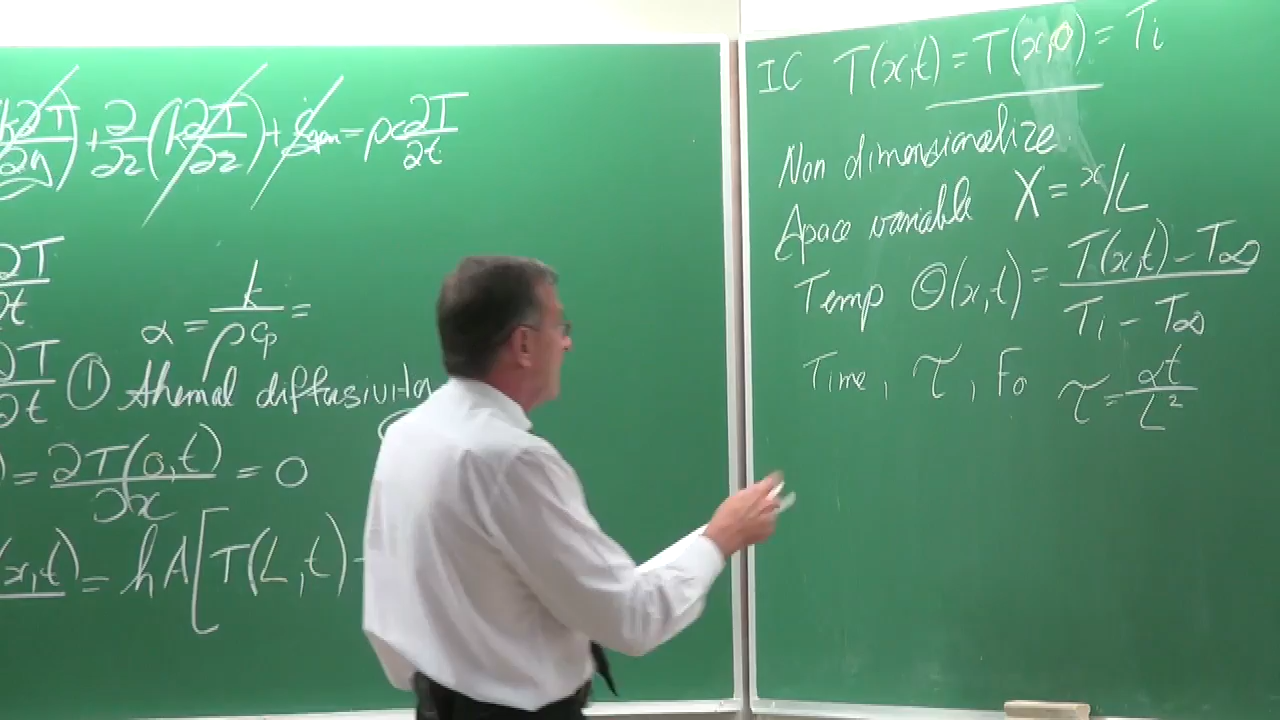 k∂T/∂y) + ∂/∂z (k ∂T/∂z) + ġgen = ρc ∂T/∂t
∂T/∂t
α = k/ρCp =
∂T/∂t ① thermal diffusivity
) = ∂T(0,t)/∂x = 0
(x,t) = hA[T(L,t) -
IC T(x,t) = T(x,0) = Ti
Non dimensionalize
Space variable X = x/L
Temp Θ(x,t) = T(x,t) - T∞ / Ti - T∞
Time, τ, Fo τ = αt/L²